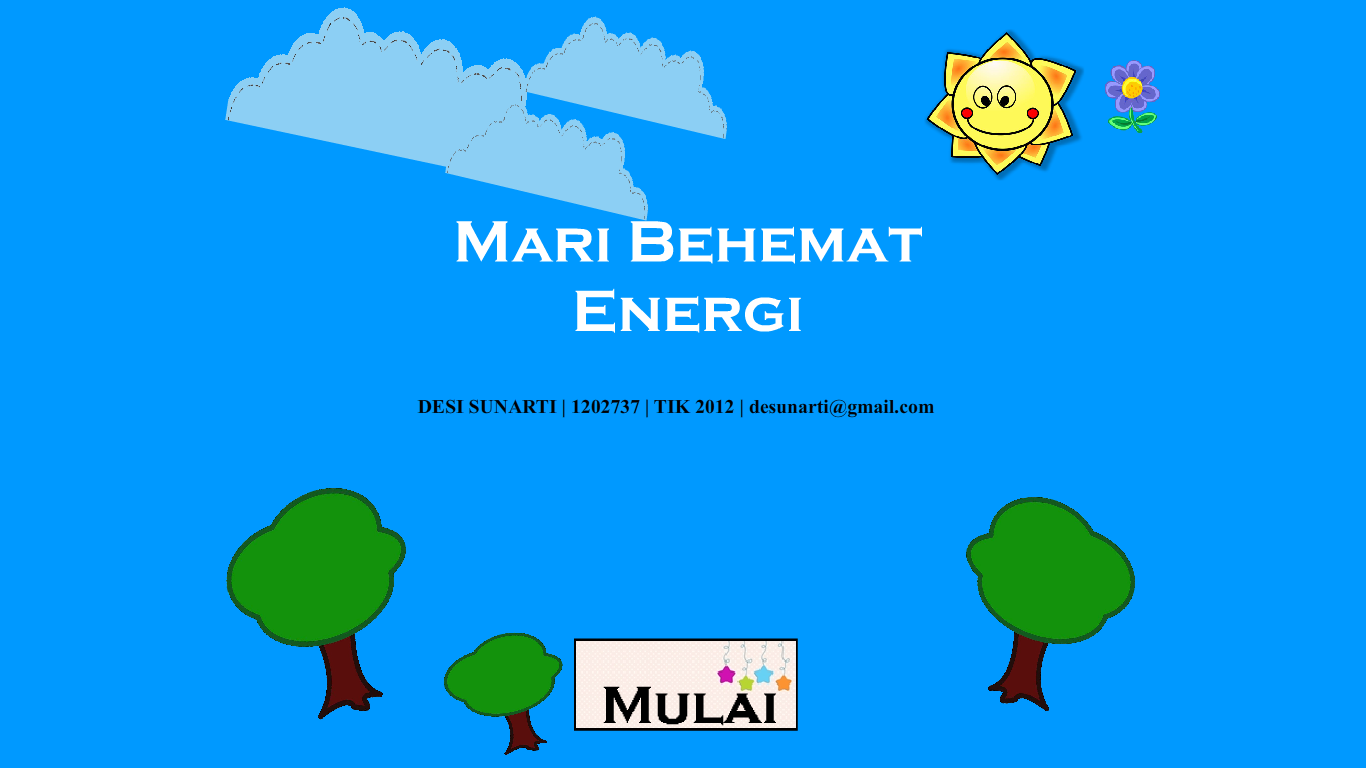 Mari Behemat
Energi
DESI SUNARTI | 1202737 | TIK 2012 | desunarti@gmail.com
Mulai